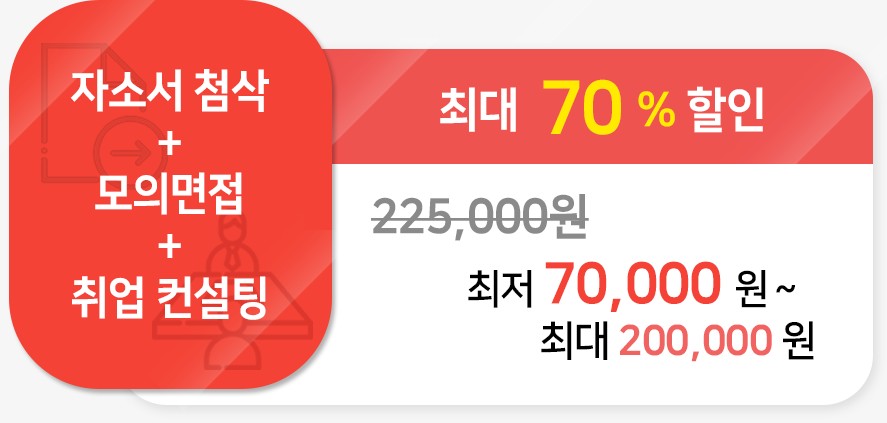 자소서 첨삭
+
모의면접
+
취업 컨설팅
최대 70 % 할인
225,000원
최저 70,000 원~
최대 200,000 원